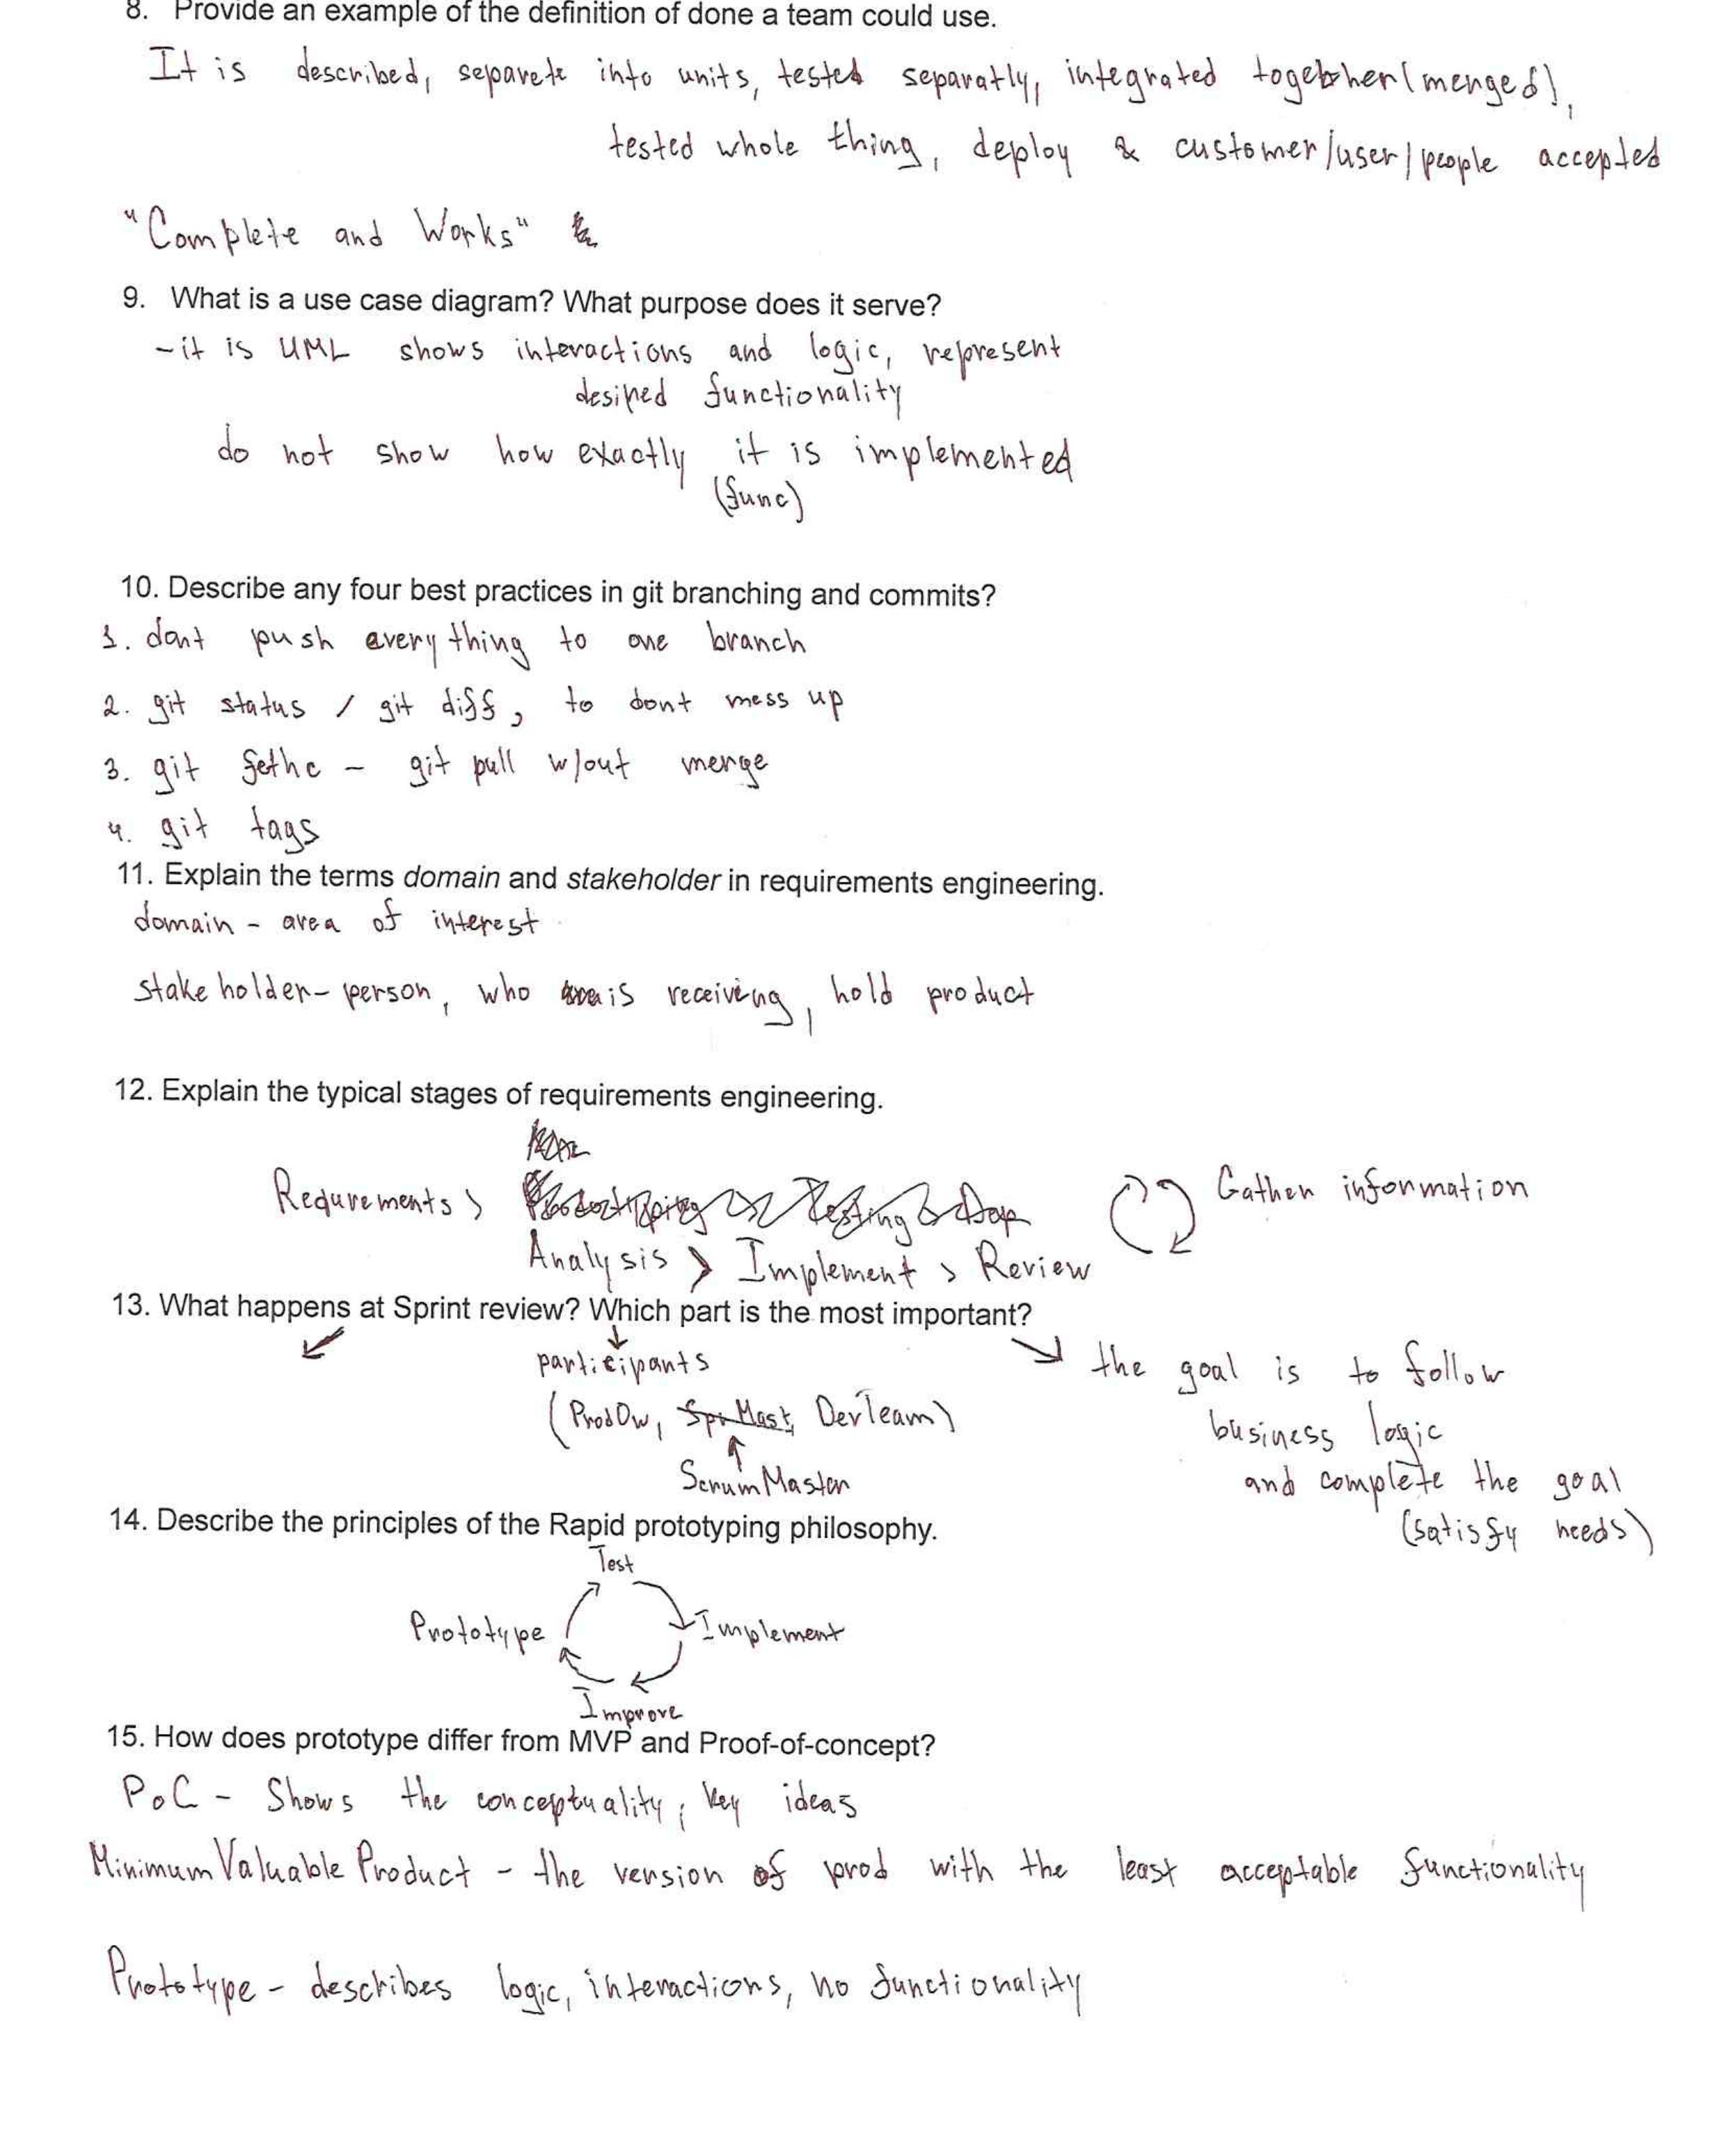 8. Provide an example of the definition of done a team could use.
It is described, separete into units, tested separatly, integrated together (merged),
tested whole thing, deploy & customer/user/people accepted
"Complete and Works"
9. What is a use case diagram? What purpose does it serve?
- it is UML shows interactions and logic, represent
desired functionality
do not show how exactly it is implemented
(func)
10. Describe any four best practices in git branching and commits?
1. dont push everything to one branch
2. git status / git diff, to dont mess up
3. git fethc - git pull w/out merge
4. git tags
11. Explain the terms domain and stakeholder in requirements engineering.
domain - area of interest
stakeholder - person, who is receiving, hold product
12. Explain the typical stages of requirements engineering.
Requrements > Gather information
Analysis > Implement > Review
13. What happens at Sprint review? Which part is the most important?
participants
the goal is to follow
(ProdOw, Spr Mast, DevTeam)
business logic
ScrumMaster
and complete the goal
14. Describe the principles of the Rapid prototyping philosophy.
(satisfy needs)
Test
Prototype
Implement
Improve
15. How does prototype differ from MVP and Proof-of-concept?
PoC - Shows the conceptuality, key ideas
Minimum Valuable Product - the version of prod with the least acceptable functionality
Prototype - describes logic, interactions, no functionality